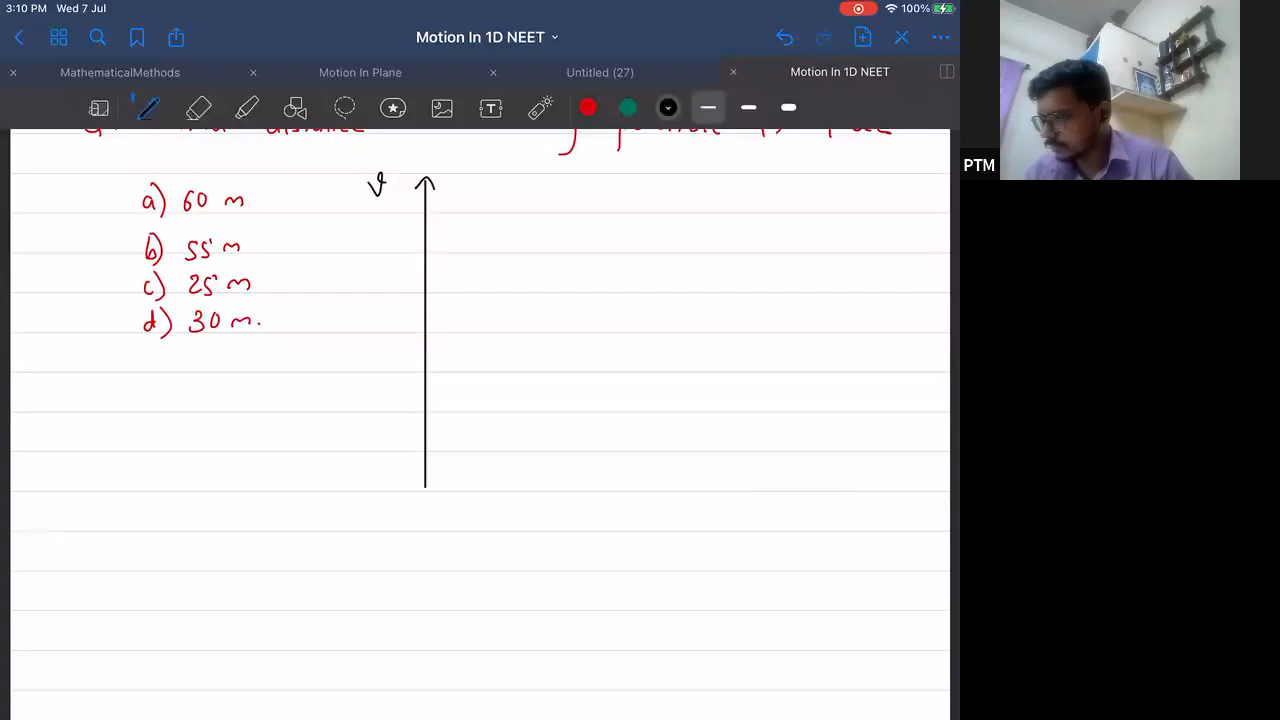 3:10 PM Wed 7 Jul
100%
Motion In 1D NEET
MathematicalMethods
Motion In Plane
Untitled (27)
Motion In 1D NEET
distance
PTM
v
a) 60 m
b) 55 m
c) 25 m
d) 30 m.